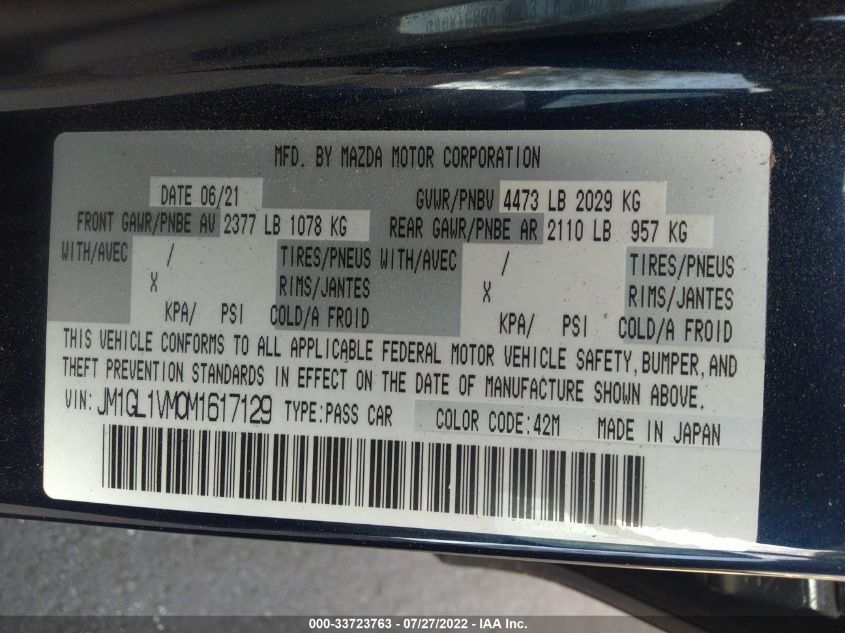 MFD. BY MAZDA MOTOR CORPORATION
DATE 06/21 GVWR/PNBV 4473 LB 2029 KG
FRONT GAWR/PNBE AV 2377 LB 1078 KG REAR GAWR/PNBE AR 2110 LB 957 KG
WITH/AVEC / TIRES/PNEUS WITH/AVEC / TIRES/PNEUS
X RIMS/JANTES X RIMS/JANTES
KPA/ PSI COLD/A FROID KPA/ PSI COLD/A FROID
THIS VEHICLE CONFORMS TO ALL APPLICABLE FEDERAL MOTOR VEHICLE SAFETY, BUMPER, AND
THEFT PREVENTION STANDARDS IN EFFECT ON THE DATE OF MANUFACTURE SHOWN ABOVE.
VIN: JM1GL1VM0M1617129 TYPE: PASS CAR COLOR CODE: 42M MADE IN JAPAN
000-33723763 - 07/27/2022 - IAA Inc.